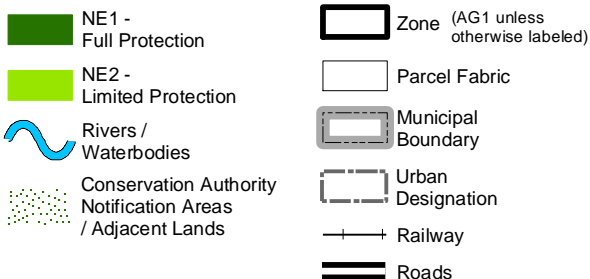 NE1 -
Full Protection
NE2 -
Limited Protection
Rivers /
Waterbodies
Conservation Authority
Notification Areas
/ Adjacent Lands
Zone (AG1 unless
otherwise labeled)
Parcel Fabric
Municipal
Boundary
Urban
Designation
Railway
Roads